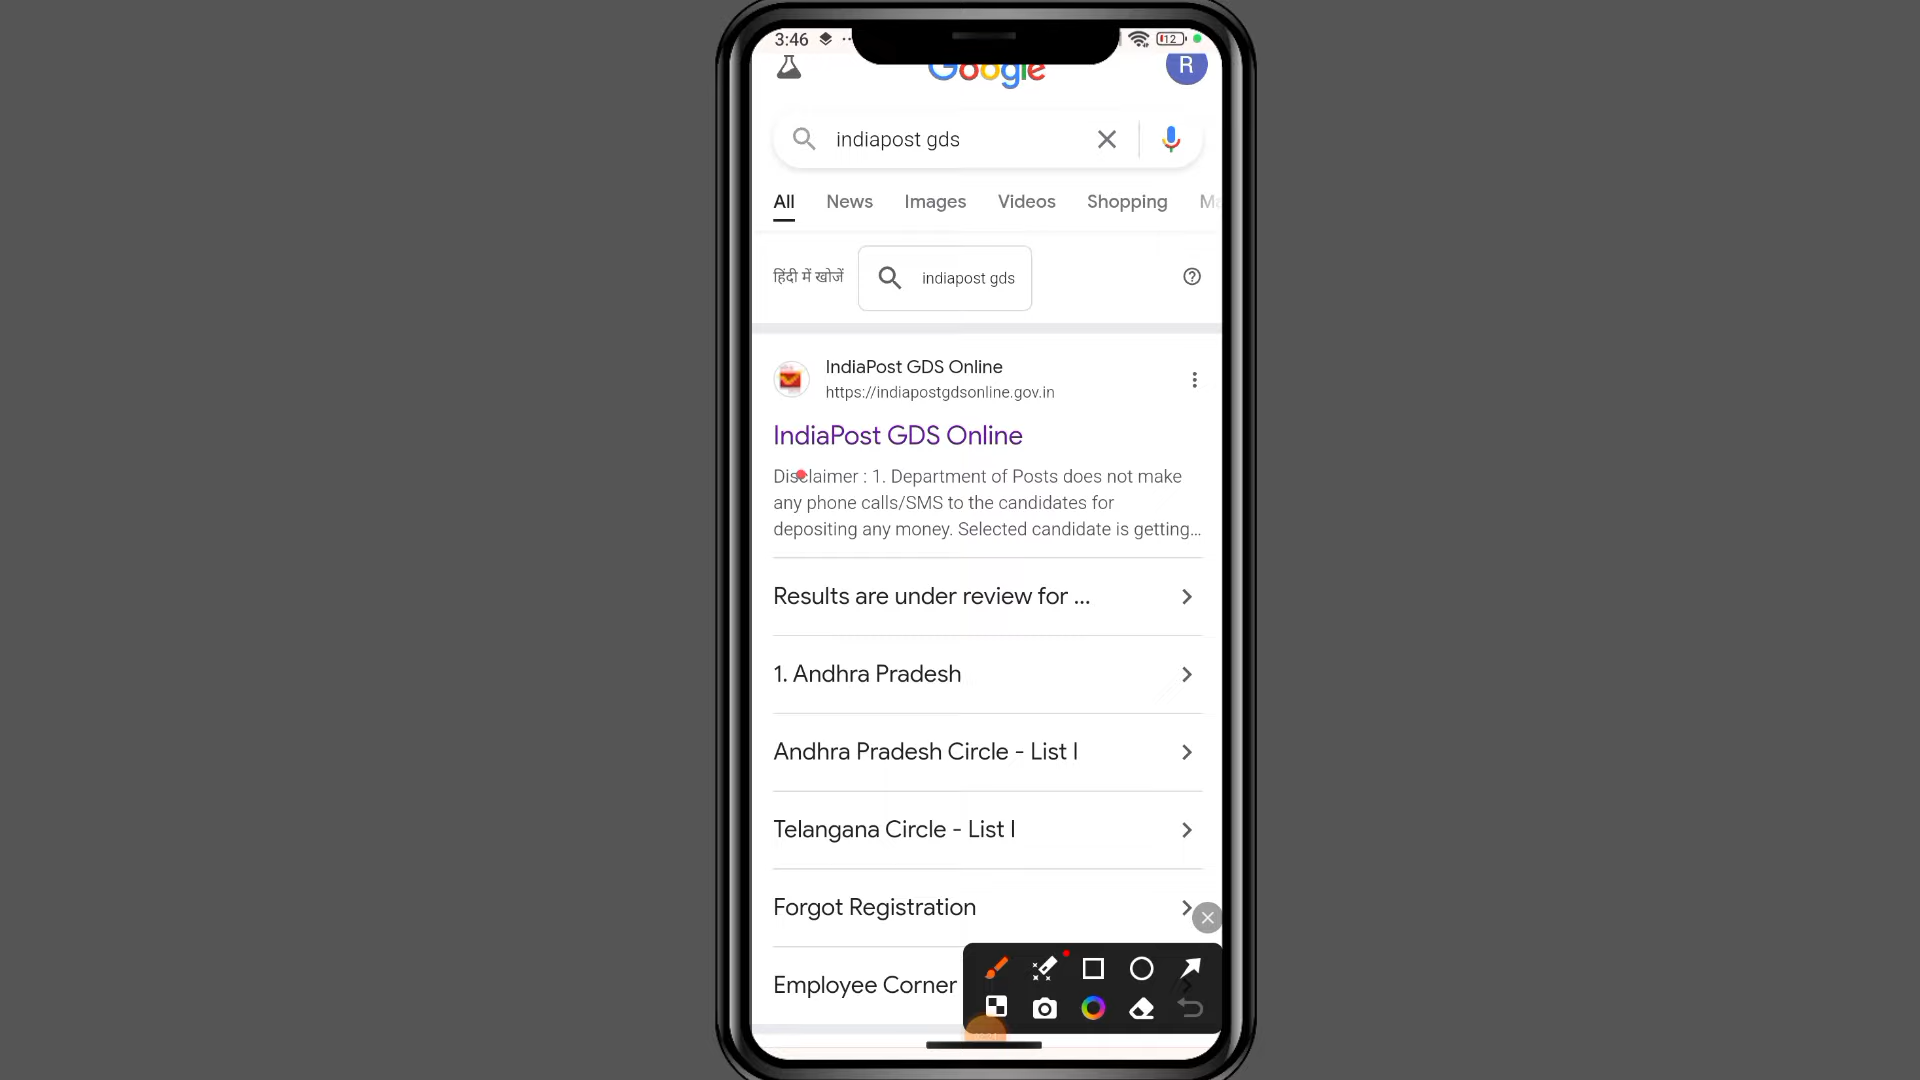 3:46
12
Google
R
indiapost gds
All News Images Videos Shopping
हिंदी में खोजें indiapost gds
IndiaPost GDS Online
https://indiapostgdsonline.gov.in
IndiaPost GDS Online
Disclaimer : 1. Department of Posts does not make
any phone calls/SMS to the candidates for
depositing any money. Selected candidate is getting...
Results are under review for ...
1. Andhra Pradesh
Andhra Pradesh Circle - List I
Telangana Circle - List I
Forgot Registration
Employee Corner